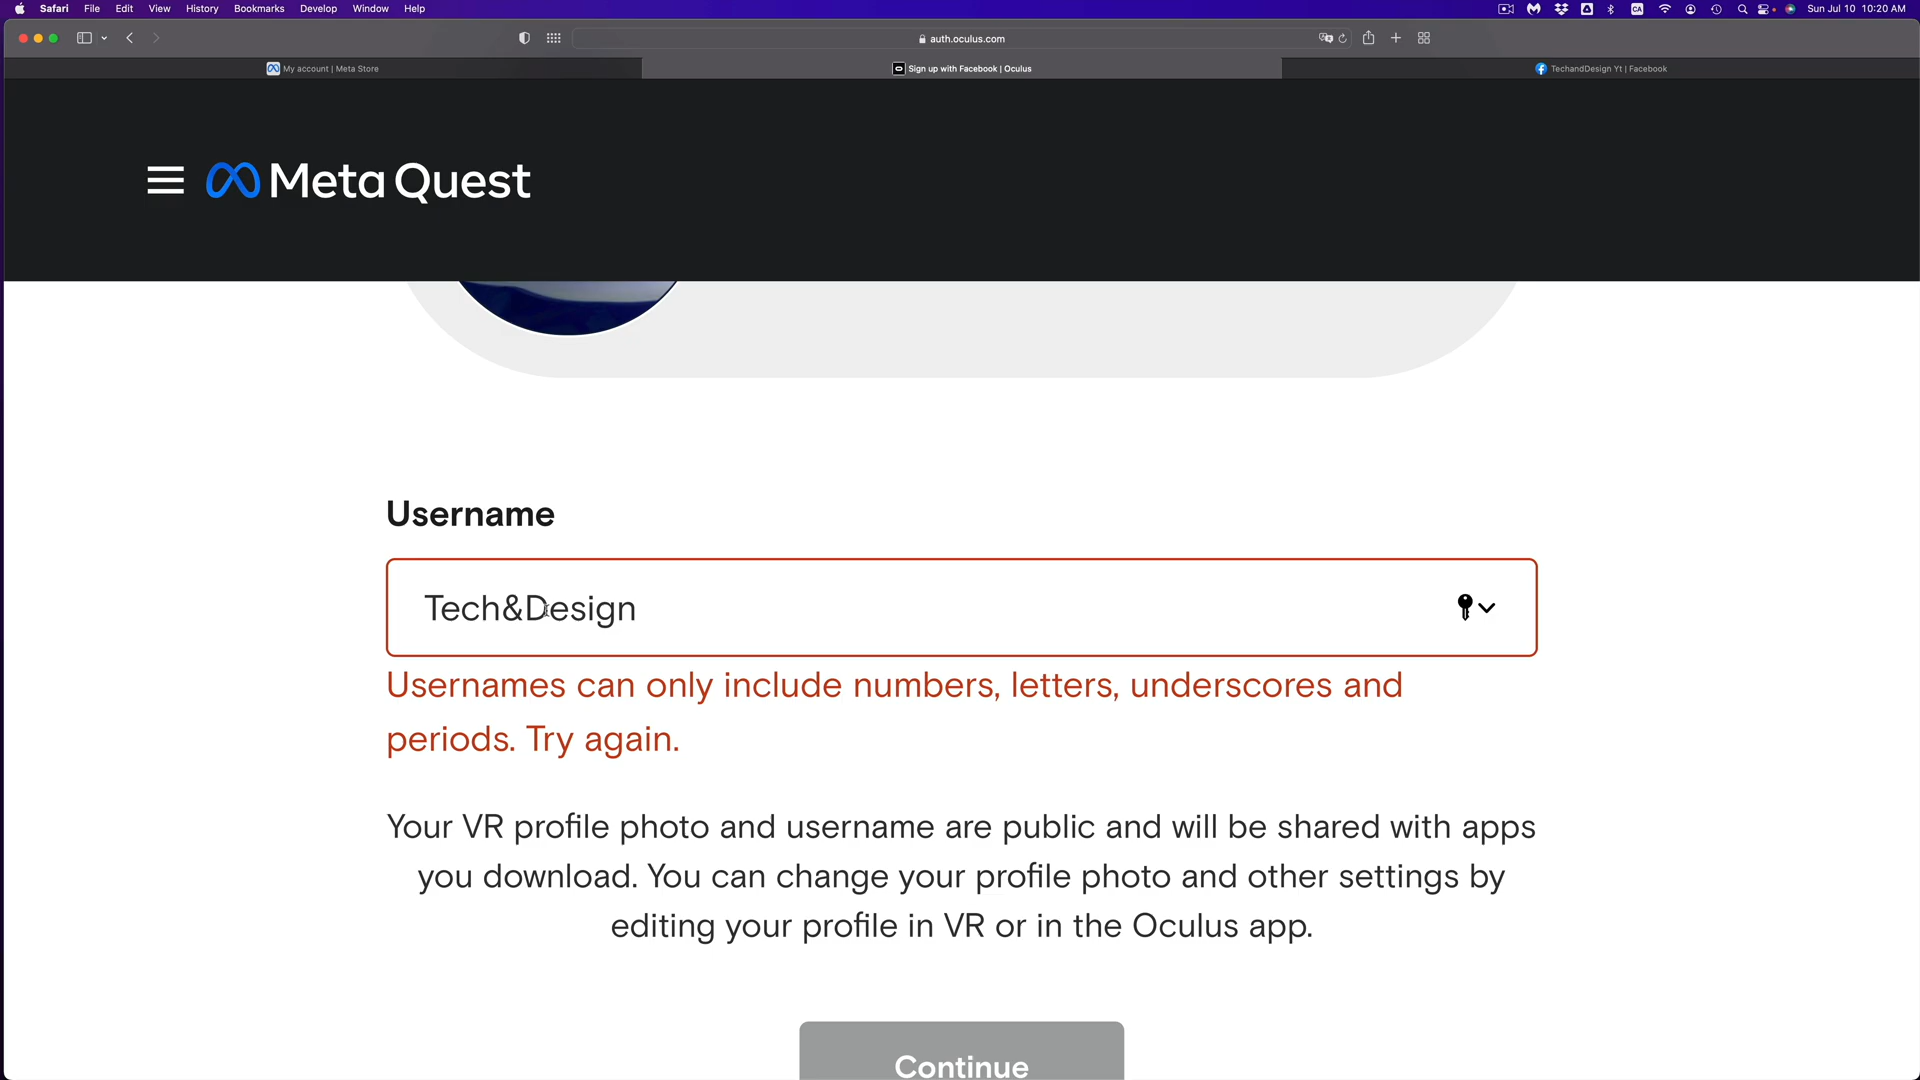 Safari File Edit View History Bookmarks Develop Window Help CA Sun Jul 10 10:20 AM
auth.oculus.com
My account | Meta Store
Sign up with Facebook | Oculus
TechandDesign Yt | Facebook
Meta Quest
Username
Tech&Design
Usernames can only include numbers, letters, underscores and
periods. Try again.
Your VR profile photo and username are public and will be shared with apps
you download. You can change your profile photo and other settings by
editing your profile in VR or in the Oculus app.
Continue